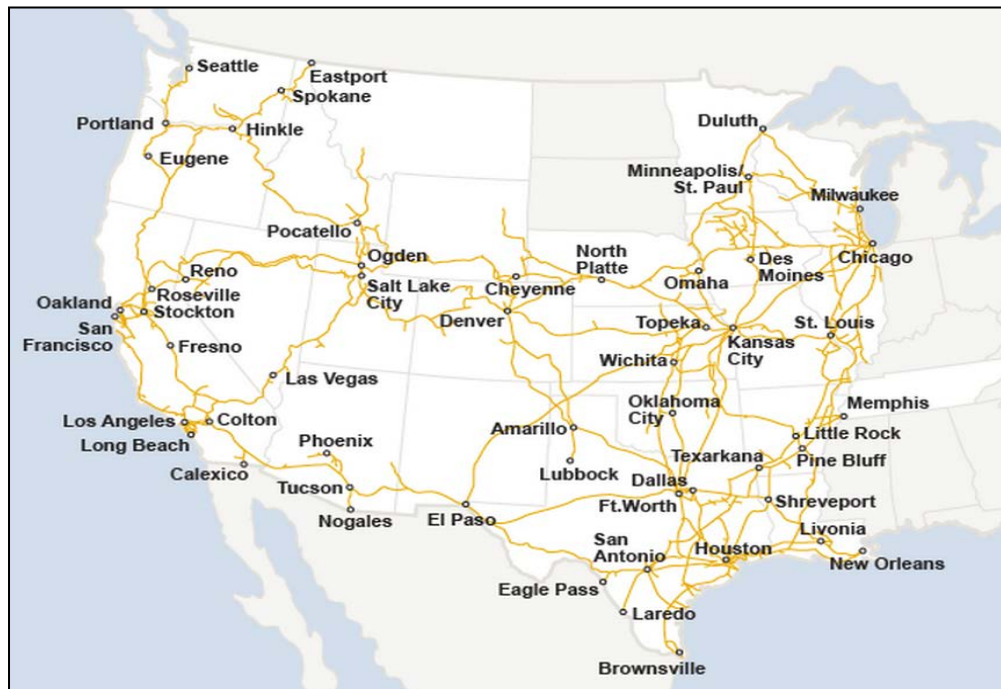 Seattle
Eastport
Spokane
Portland
Hinkle
Eugene
Duluth
Minneapolis/
St. Paul
Milwaukee
Pocatello
Ogden
Reno
Roseville
Oakland
Stockton
San
Francisco
Salt Lake
City
Cheyenne
North
Platte
Omaha
Des
Moines
Chicago
Denver
Topeka
Kansas
City
St. Louis
Fresno
Las Vegas
Wichita
Los Angeles
Long Beach
Colton
Calexico
Phoenix
Tucson
Nogales
Amarillo
Lubbock
Oklahoma
City
Memphis
Little Rock
Pine Bluff
Texarkana
Dallas
Ft.Worth
Shreveport
El Paso
San
Antonio
Houston
Livonia
New Orleans
Eagle Pass
Laredo
Brownsville